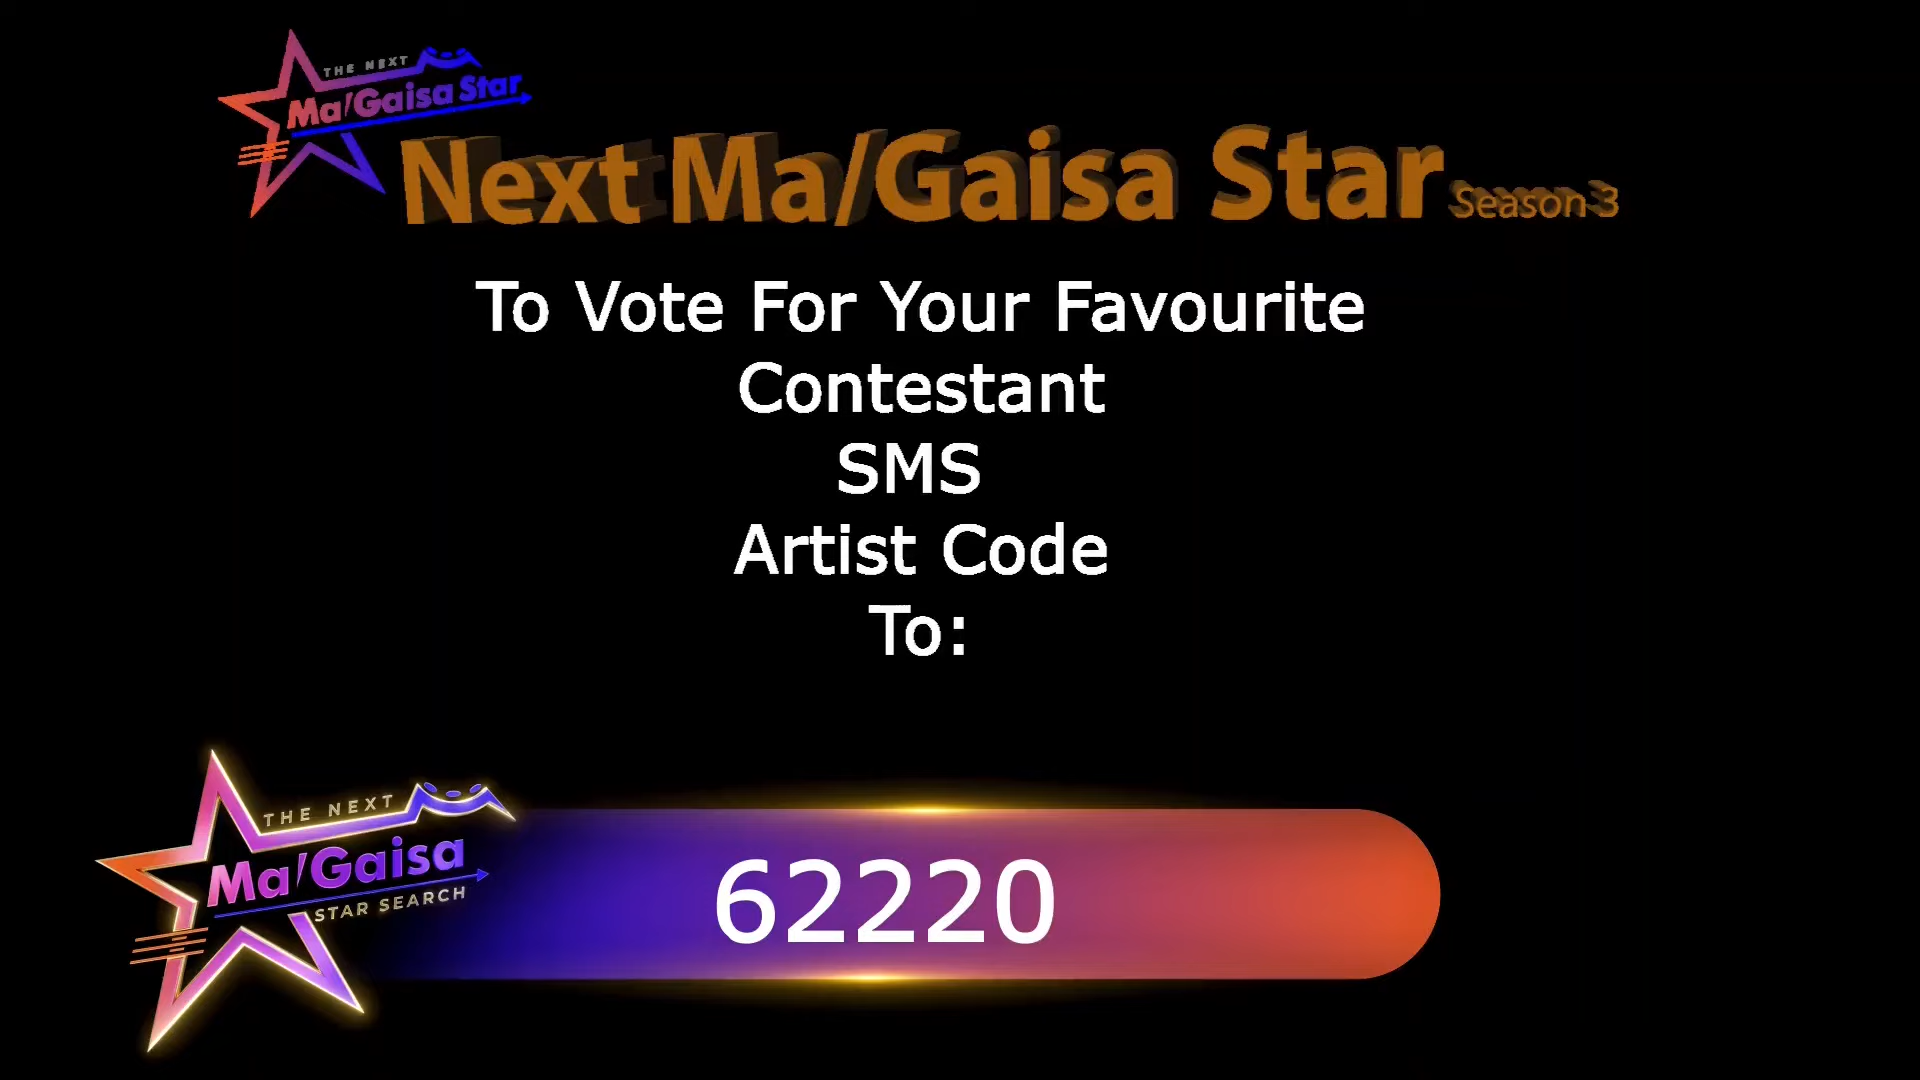 THE NEXT
Ma/Gaisa Star
Next Ma/Gaisa Star Season 3
To Vote For Your Favourite
Contestant
SMS
Artist Code
To:
THE NEXT
Ma/Gaisa
STAR SEARCH
62220